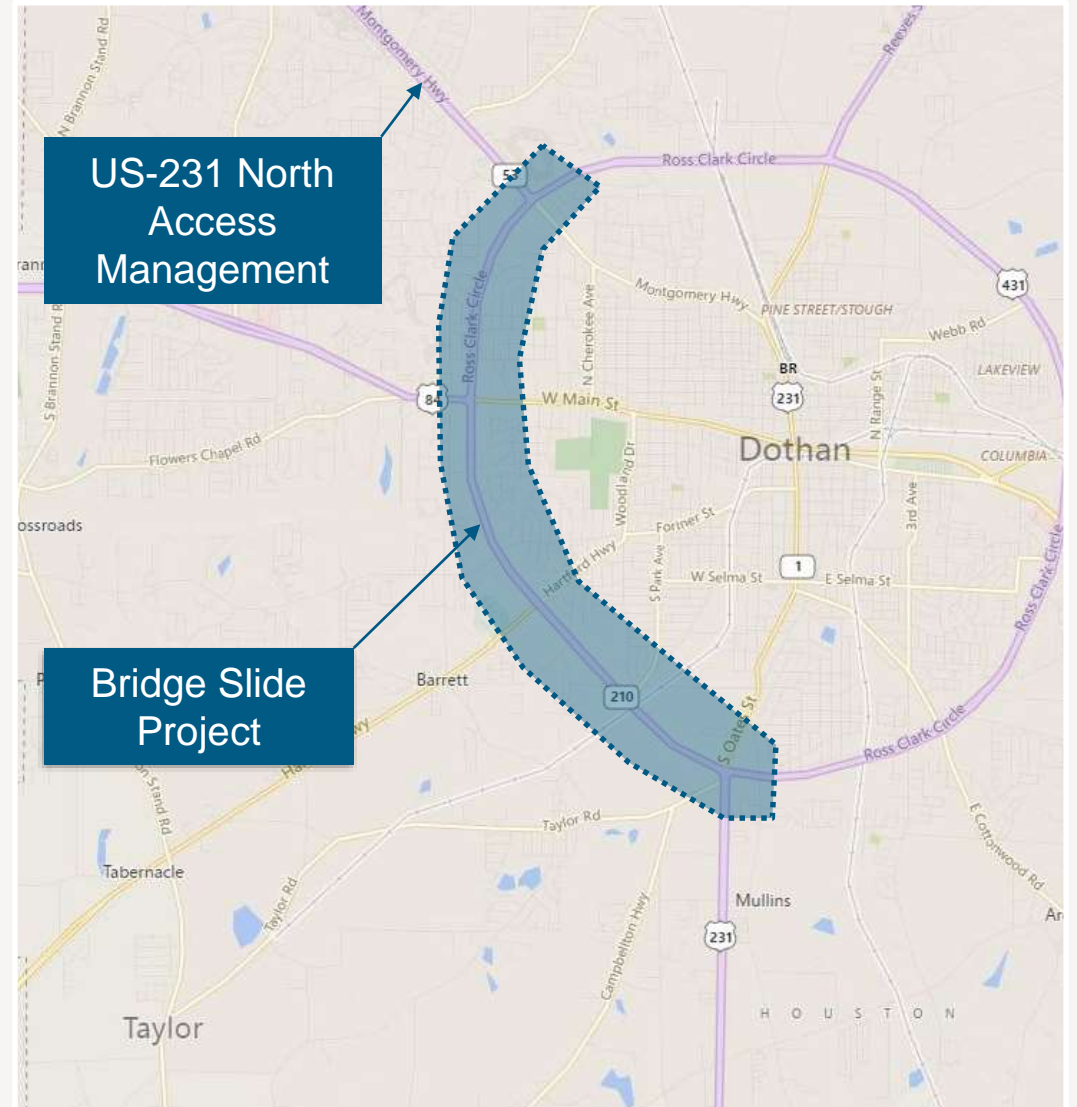 Montgomery Hwy
Reeves S
N Brannon Stand Rd
US-231 North
Access
Management
53
Ross Clark Circle
431
Ross Clark Circle
Montgomery Hwy
PINE STREET/STOUGH
N Cherokee Ave
Webb Rd
LAKEVIEW
BR
231
N Range St
S Brannon Stand R
84
W Main St
Dothan
COLUMBIA
Flowers Chapel Rd
Woodland Dr
3rd Ave
ossroads
Fortner St
Hartford Hwy
S Park Ave
W Selma St
1
E Selma St
Ross Clark Circle
Bridge Slide
Project
Barrett
210
S Oates St
Ross Clark Circle
Taylor Rd
E Cottonwood Rd
Tabernacle
Taylor Rd
Campbellton Hwy
Mullins
231
HOUSTON
Taylor